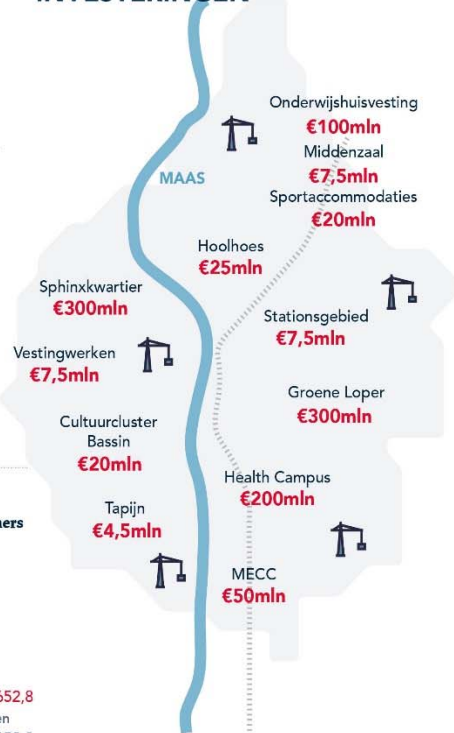 Onderwijshuisvesting
€100mln
Middenzaal
€7,5mln
Sportaccommodaties
€20mln
MAAS
Hoolhoes
€25mln
Sphinxkwartier
€300mln
Stationsgebied
€7,5mln
Vestingwerken
€7,5mln
Groene Loper
€300mln
Cultuurcluster
Bassin
€20mln
Health Campus
€200mln
Tapijn
€4,5mln
MECC
€50mln